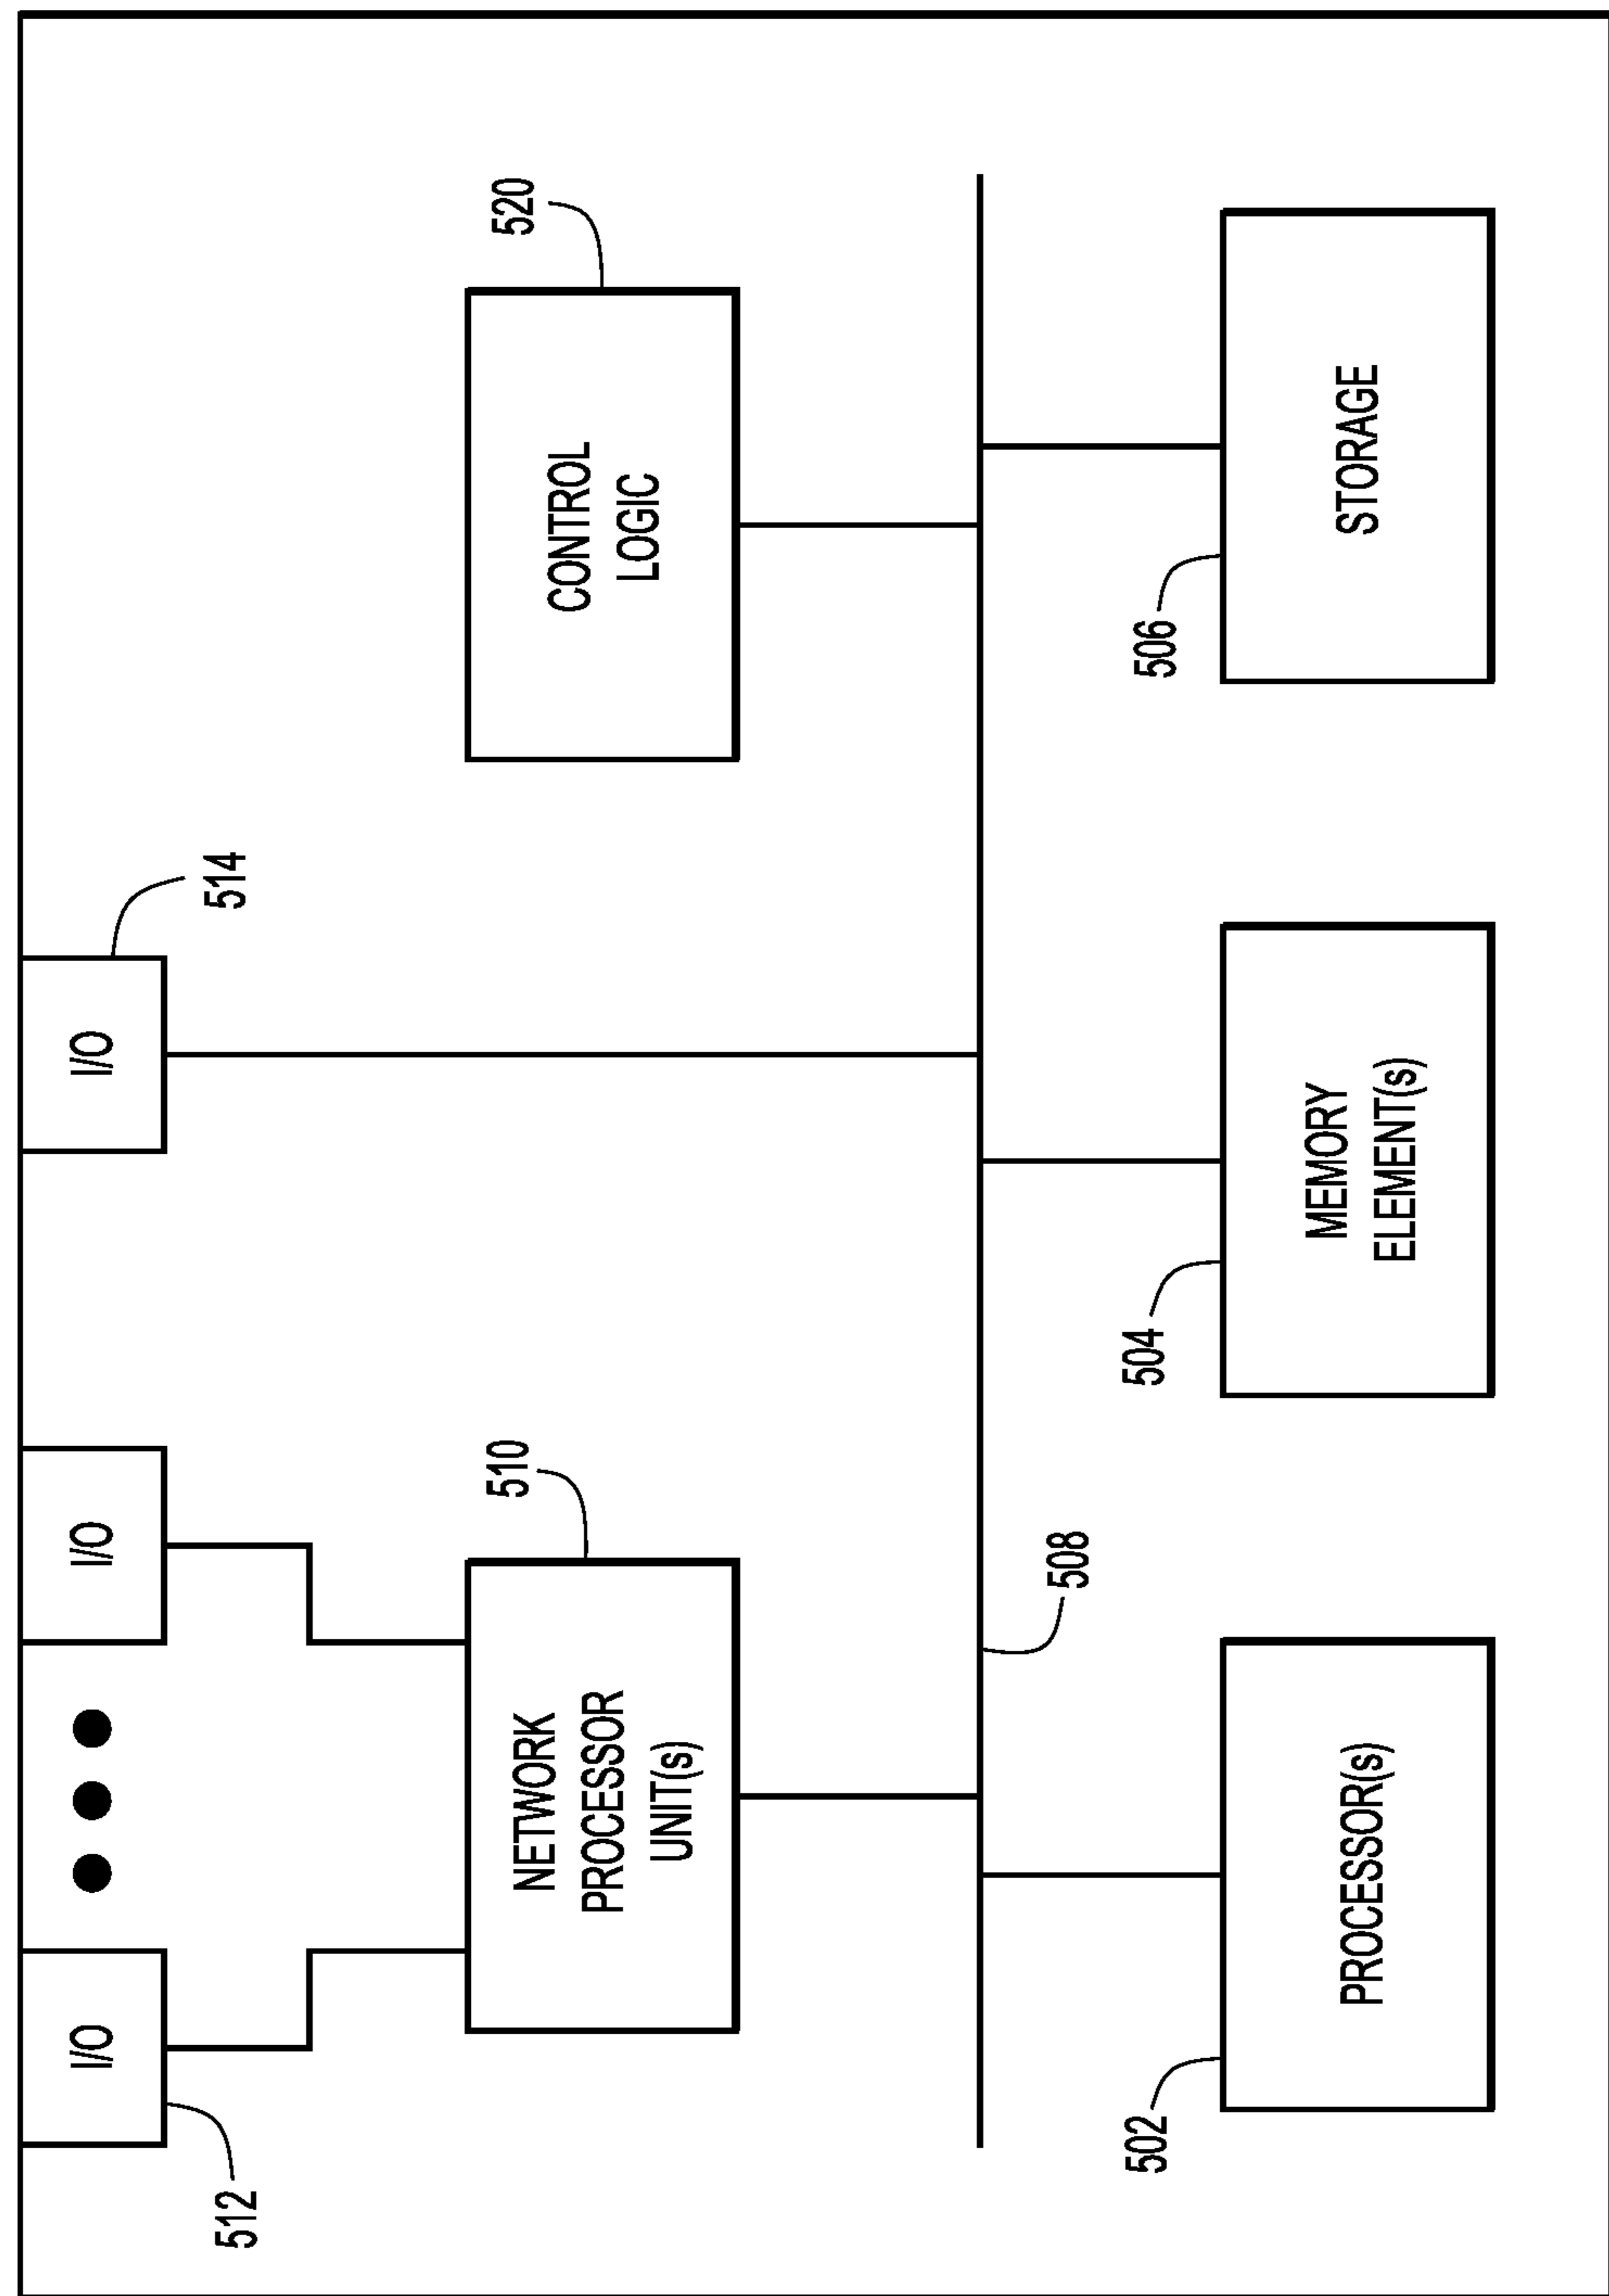 I/O
I/O
I/O
512
514
510
NETWORK
PROCESSOR
UNIT(s)
520
CONTROL
LOGIC
508
502
PROCESSOR(s)
504
MEMORY
ELEMENT(s)
506
STORAGE